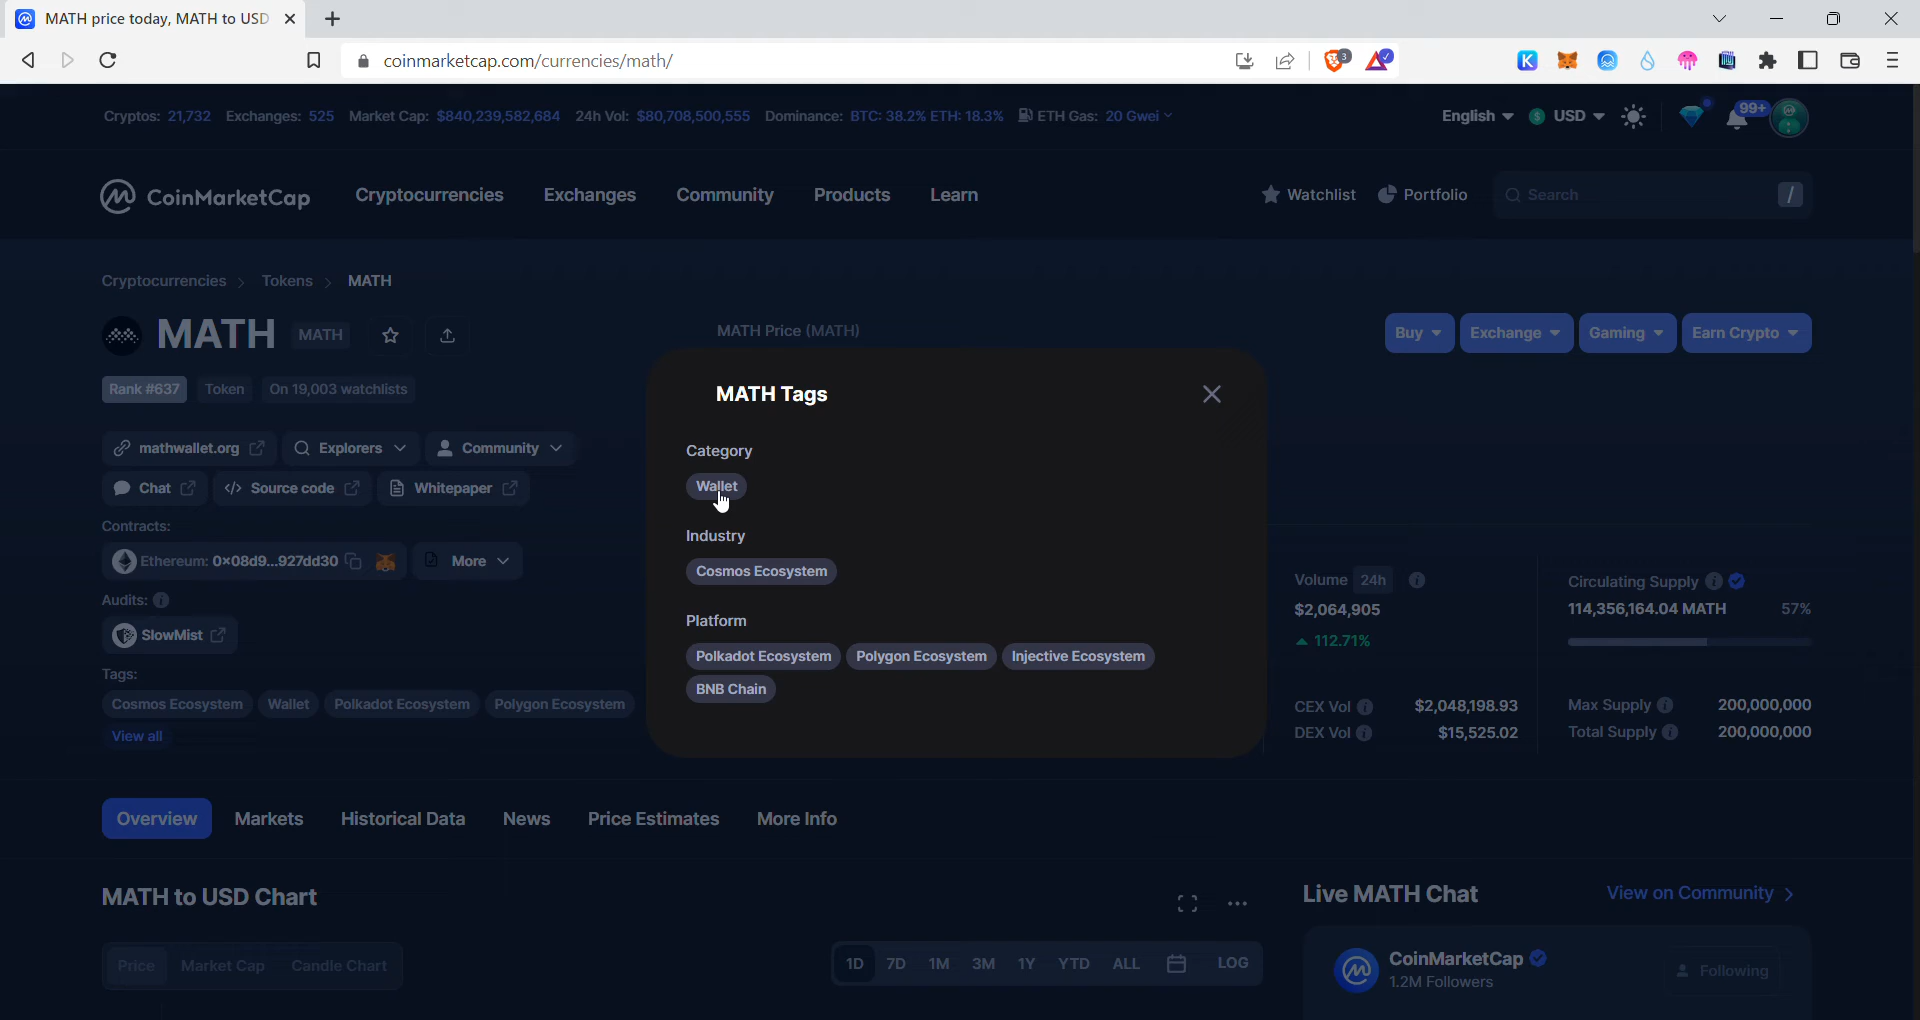 MATH price today, MATH to USD
coinmarketcap.com/currencies/math/
3
Cryptos: 21,732 Exchanges: 525 Market Cap: $840,239,582,684 24h Vol: $80,708,500,555 Dominance: BTC: 38.2% ETH: 18.3% ETH Gas: 20 Gwei
English USD 99+
CoinMarketCap Cryptocurrencies Exchanges Community Products Learn Watchlist Portfolio Search /
Cryptocurrencies > Tokens > MATH
MATH MATH
MATH Price (MATH)
Buy Exchange Gaming Earn Crypto
Rank #637 Token On 19,003 watchlists
mathwallet.org Explorers Community
Chat Source code Whitepaper
Contracts:
Ethereum: 0x08d9...927dd30 More
Audits:
SlowMist
Tags:
Cosmos Ecosystem Wallet Polkadot Ecosystem Polygon Ecosystem
View all
MATH Tags
Category
Wallet
Industry
Cosmos Ecosystem
Platform
Polkadot Ecosystem Polygon Ecosystem Injective Ecosystem
BNB Chain
Volume 24h
$2,064,905
112.71%
CEX Vol $2,048,198.93
DEX Vol $15,525.02
Circulating Supply
114,356,164.04 MATH 57%
Max Supply 200,000,000
Total Supply 200,000,000
Overview Markets Historical Data News Price Estimates More Info
MATH to USD Chart
Price Market Cap Candle Chart
1D 7D 1M 3M 1Y YTD ALL LOG
Live MATH Chat View on Community >
CoinMarketCap
1.2M Followers
Following